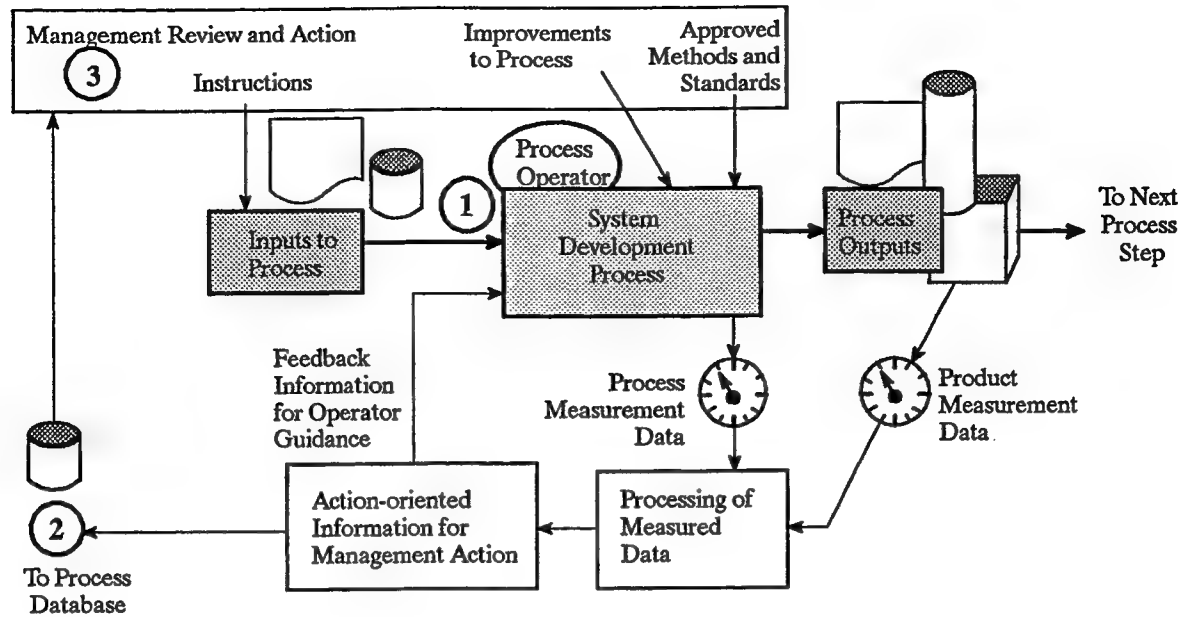 Management Review and Action
3
Instructions
Improvements
to Process
Approved
Methods and
Standards
Process
Operator
1
Inputs to
Process
System
Development
Process
Process
Outputs
To Next
Process
Step
Feedback
Information
for Operator
Guidance
Process
Measurement
Data
Product
Measurement
Data
2
To Process
Database
Action-oriented
Information for
Management Action
Processing of
Measured
Data